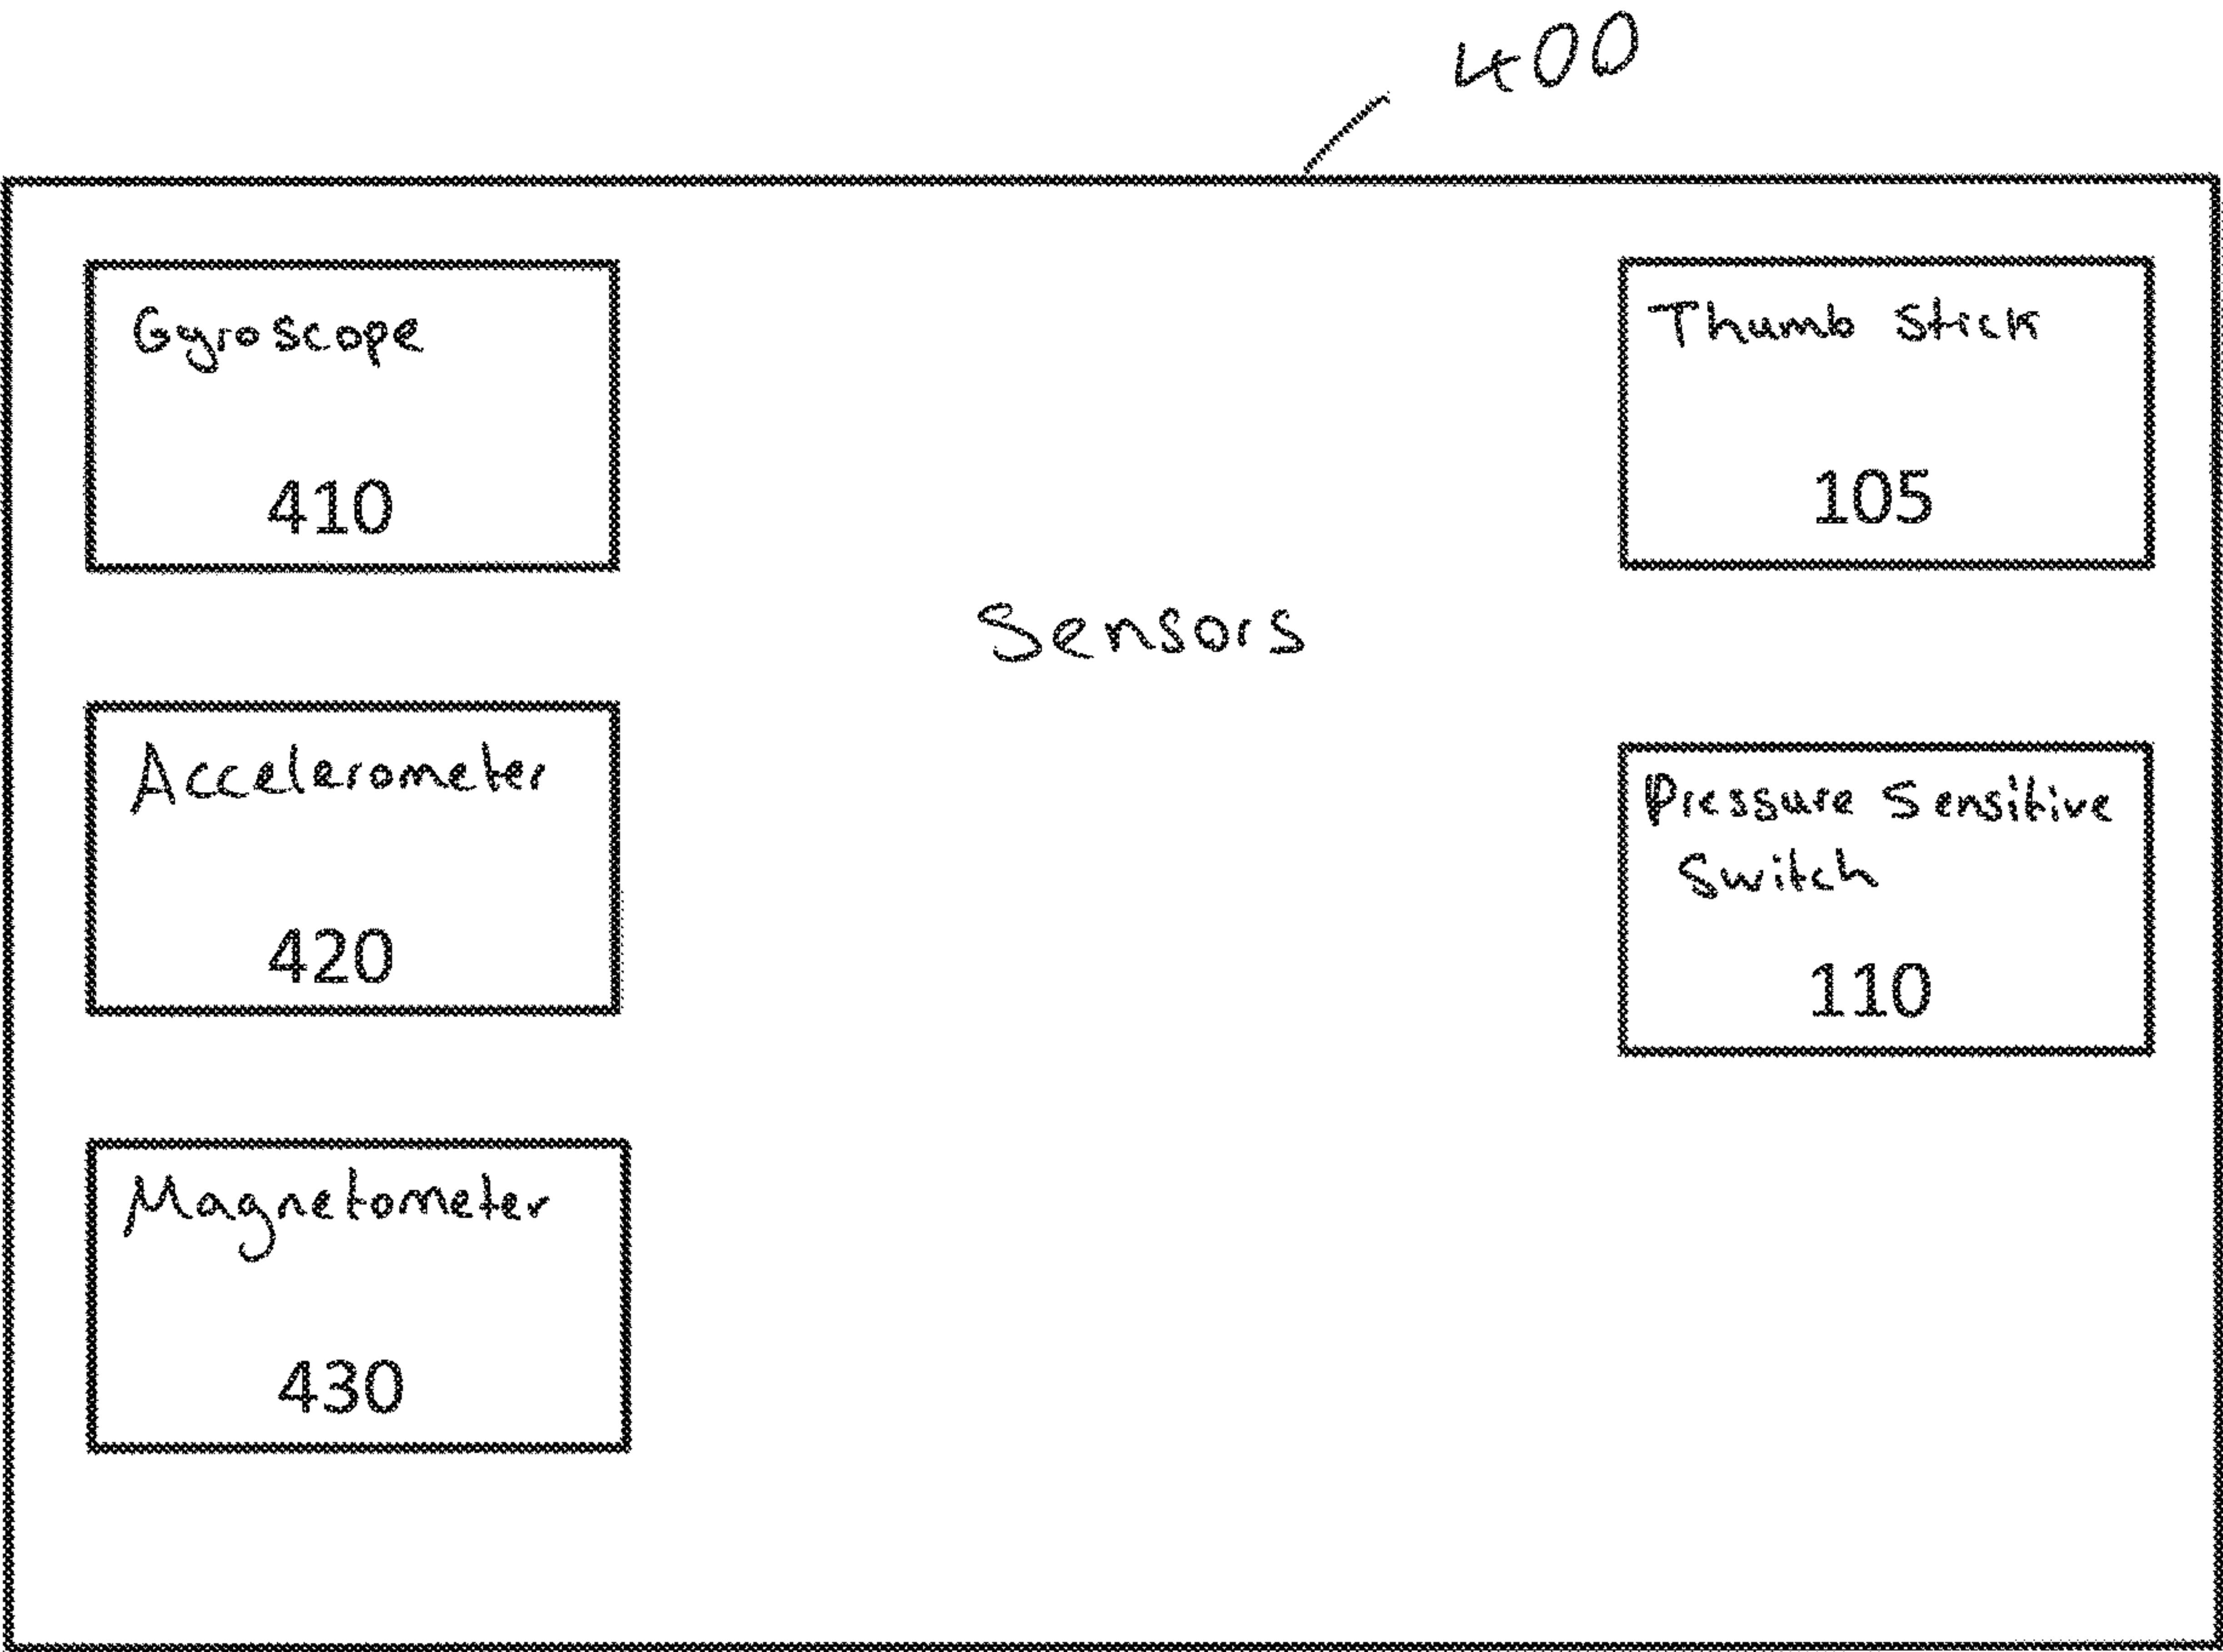 400
Gyroscope
410
Thumb Stick
105
Sensors
Accelerometer
420
Pressure Sensitive
Switch
110
Magnetometer
430